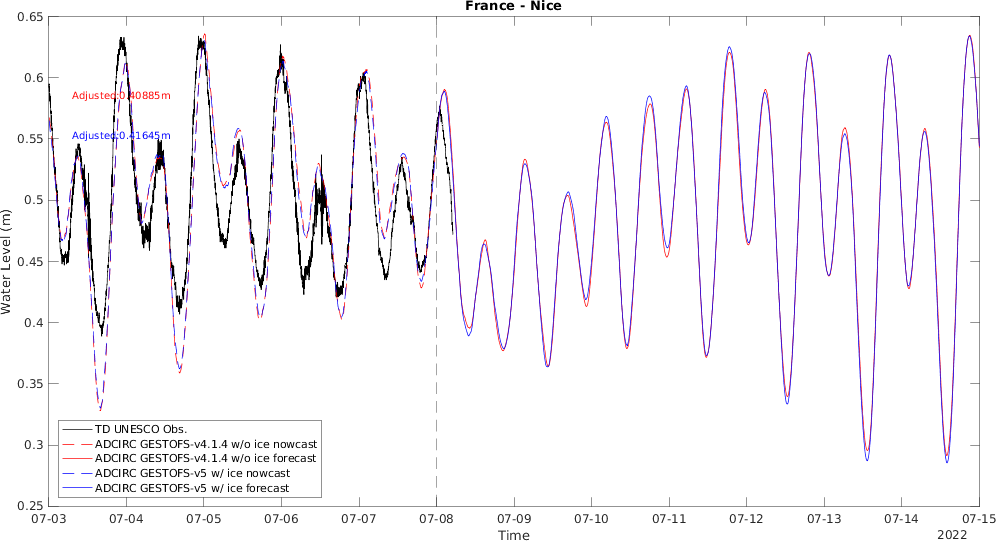 France - Nice
0.65
0.6
0.55
0.5
0.45
0.4
0.35
0.3
0.25
Water Level (m)
Adjusted:0.40885m
Adjusted:0.41645m
TD UNESCO Obs.
ADCIRC GESTOFS-v4.1.4 w/o ice nowcast
ADCIRC GESTOFS-v4.1.4 w/o ice forecast
ADCIRC GESTOFS-v5 w/ ice nowcast
ADCIRC GESTOFS-v5 w/ ice forecast
07-03 07-04 07-05 07-06 07-07 07-08 07-09 07-10 07-11 07-12 07-13 07-14 07-15
Time
2022